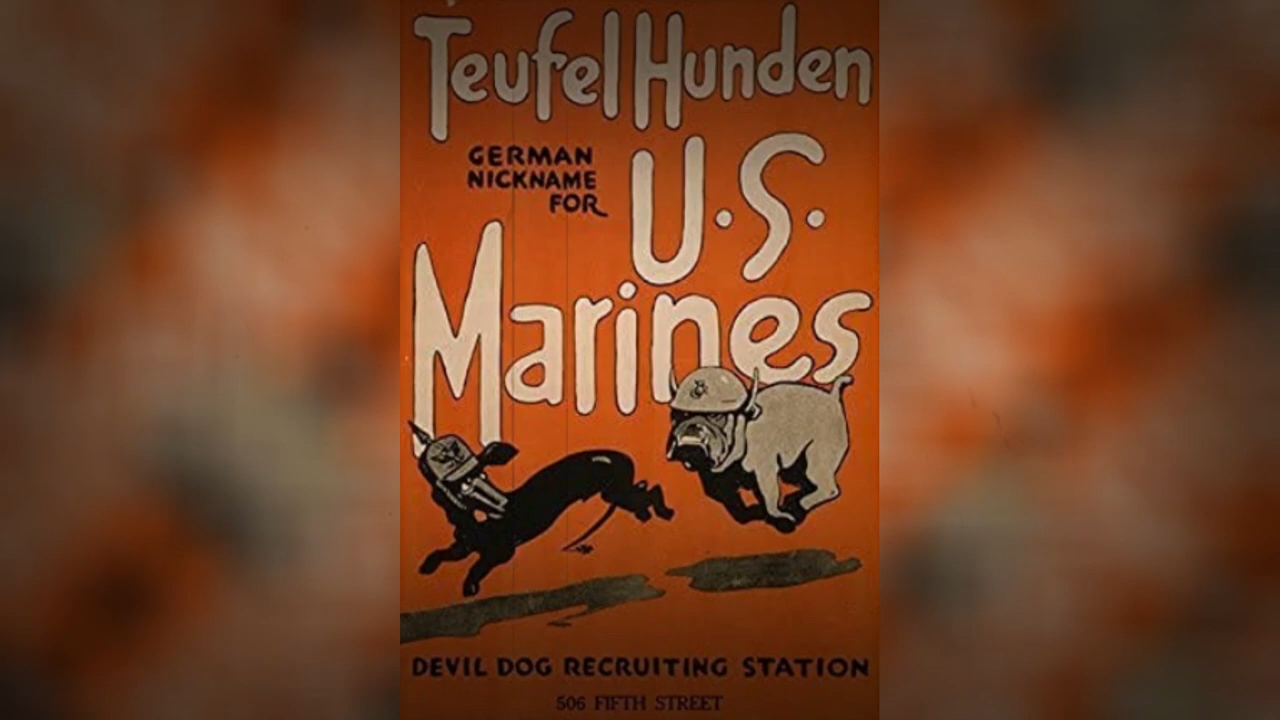 Teufel Hunden
GERMAN
NICKNAME
FOR
U.S.
Marines
DEVIL DOG RECRUITING STATION
506 FIFTH STREET